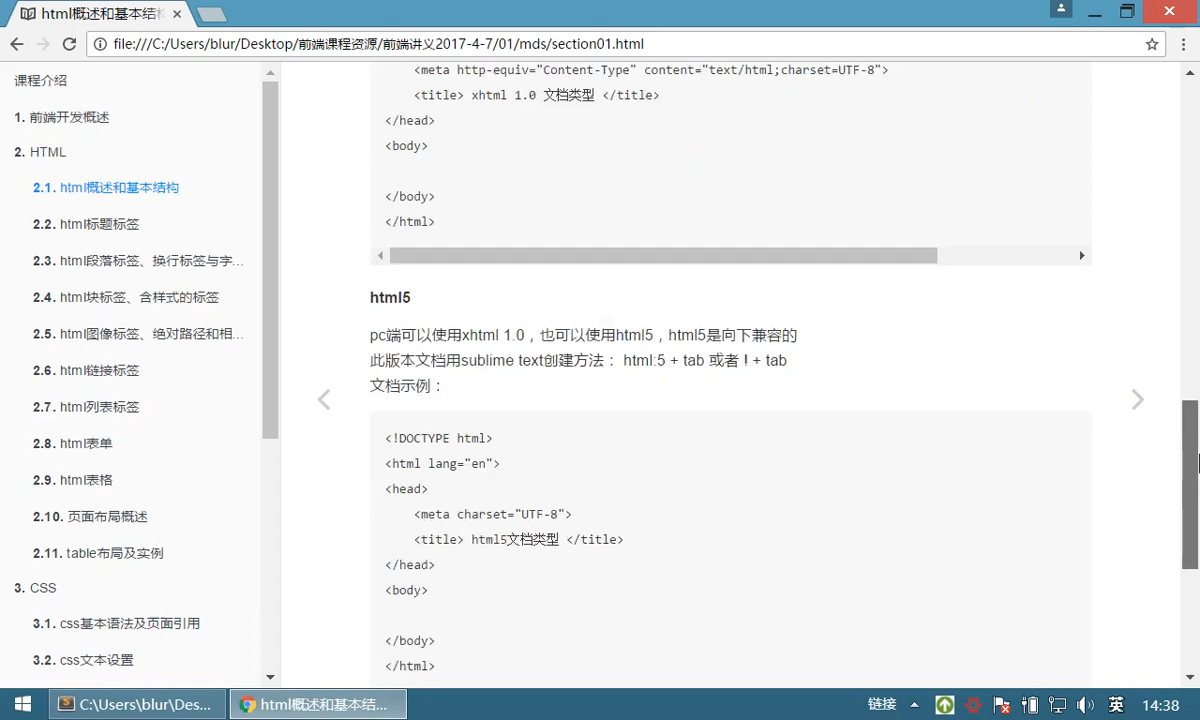 html概述和基本结构
file:///C:/Users/blur/Desktop/前端课程资源/前端讲义2017-4-7/01/mds/section01.html
课程介绍
1. 前端开发概述
2. HTML
2.1. html概述和基本结构
2.2. html标题标签
2.3. html段落标签、换行标签与字...
2.4. html块标签、含样式的标签
2.5. html图像标签、绝对路径和相...
2.6. html链接标签
2.7. html列表标签
2.8. html表单
2.9. html表格
2.10. 页面布局概述
2.11. table布局及实例
3. CSS
3.1. css基本语法及页面引用
3.2. css文本设置
<meta http-equiv="Content-Type" content="text/html;charset=UTF-8">
<title> xhtml 1.0 文档类型 </title>
</head>
<body>
</body>
</html>
html5
pc端可以使用xhtml 1.0，也可以使用html5，html5是向下兼容的
此版本文档用sublime text创建方法： html:5 + tab 或者 ! + tab
文档示例：
<!DOCTYPE html>
<html lang="en">
<head>
<meta charset="UTF-8">
<title> html5文档类型 </title>
</head>
<body>
</body>
</html>
C:\Users\blur\Des...
html概述和基本结...
链接
英
14:38